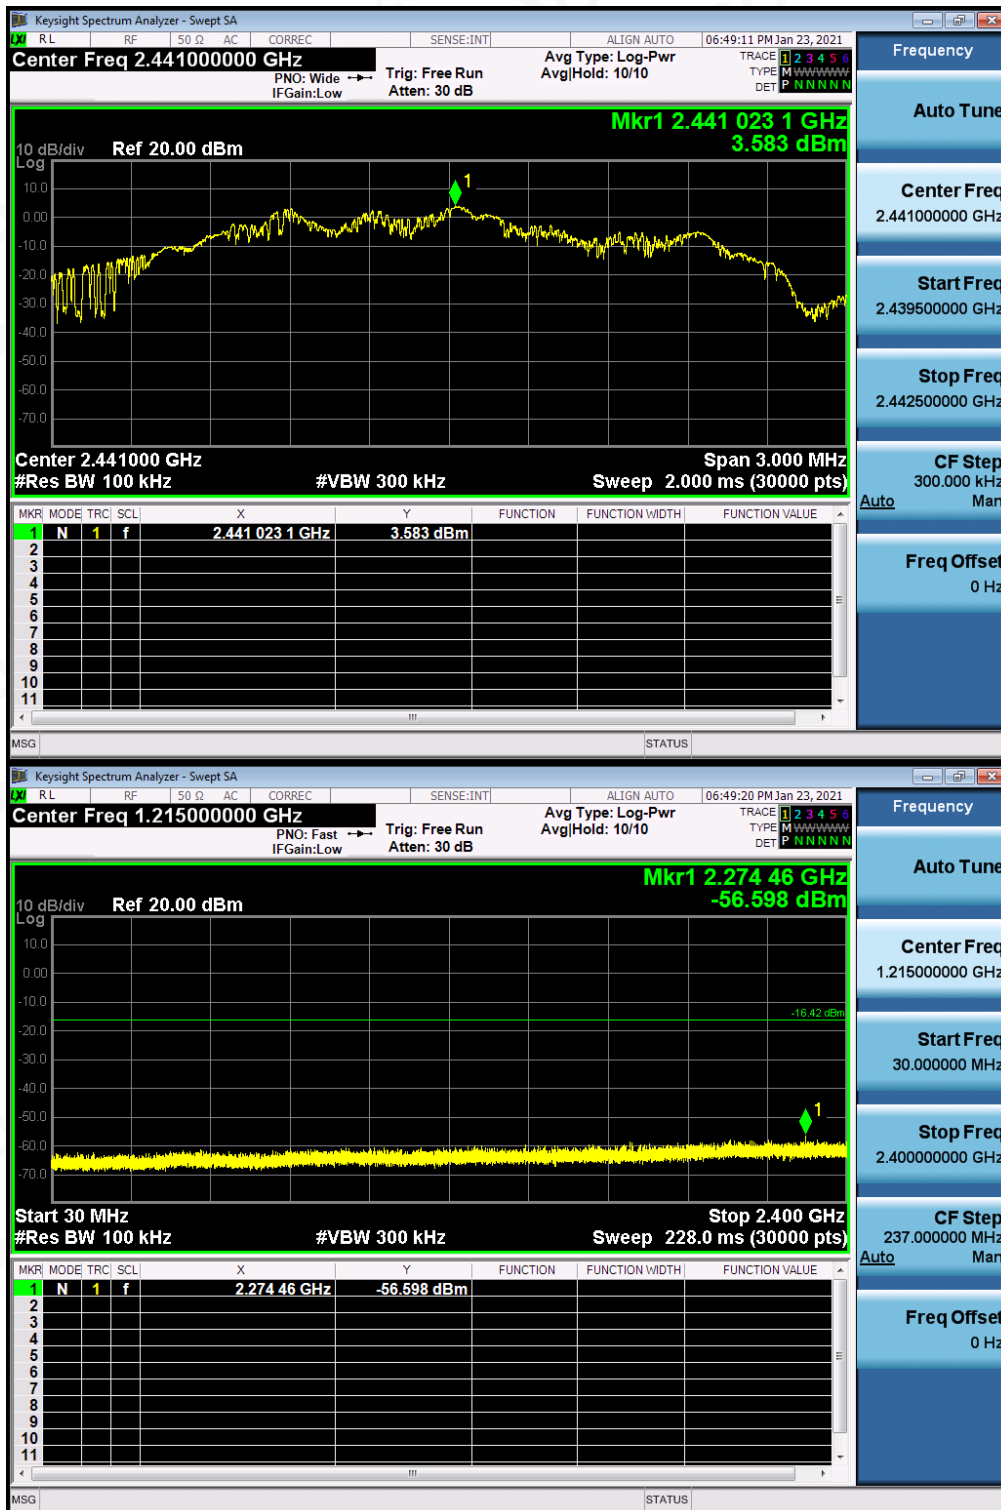 Keysight Spectrum Analyzer - Swept SA
LXI RL RF 50 Ω AC CORREC SENSE:INT ALIGN AUTO 06:49:11 PM Jan 23, 2021
Center Freq 2.441000000 GHz
PNO: Wide
IFGain:Low
Trig: Free Run
Atten: 30 dB
Avg Type: Log-Pwr
Avg|Hold: 10/10
TRACE 1 2 3 4 5 6
TYPE M WWWWW
DET P N N N N N
Mkr1 2.441 023 1 GHz
3.583 dBm
10 dB/div Ref 20.00 dBm
Log
10.0
0.00
-10.0
-20.0
-30.0
-40.0
-50.0
-60.0
-70.0
1
Center 2.441000 GHz Span 3.000 MHz
#Res BW 100 kHz #VBW 300 kHz Sweep 2.000 ms (30000 pts)
MKR MODE TRC SCL X Y FUNCTION FUNCTION WIDTH FUNCTION VALUE
1 N 1 f 2.441 023 1 GHz 3.583 dBm
2
3
4
5
6
7
8
9
10
11
MSG STATUS
Frequency
Auto Tune
Center Freq
2.441000000 GHz
Start Freq
2.439500000 GHz
Stop Freq
2.442500000 GHz
CF Step
300.000 kHz
Auto Man
Freq Offset
0 Hz
Keysight Spectrum Analyzer - Swept SA
LXI RL RF 50 Ω AC CORREC SENSE:INT ALIGN AUTO 06:49:20 PM Jan 23, 2021
Center Freq 1.215000000 GHz
PNO: Fast
IFGain:Low
Trig: Free Run
Atten: 30 dB
Avg Type: Log-Pwr
Avg|Hold: 10/10
TRACE 1 2 3 4 5 6
TYPE M WWWWW
DET P N N N N N
Mkr1 2.274 46 GHz
-56.598 dBm
10 dB/div Ref 20.00 dBm
Log
10.0
0.00
-10.0
-20.0
-30.0
-40.0
-50.0
-60.0
-70.0
-16.42 dBm
1
Start 30 MHz Stop 2.400 GHz
#Res BW 100 kHz #VBW 300 kHz Sweep 228.0 ms (30000 pts)
MKR MODE TRC SCL X Y FUNCTION FUNCTION WIDTH FUNCTION VALUE
1 N 1 f 2.274 46 GHz -56.598 dBm
2
3
4
5
6
7
8
9
10
11
MSG STATUS
Frequency
Auto Tune
Center Freq
1.215000000 GHz
Start Freq
30.000000 MHz
Stop Freq
2.400000000 GHz
CF Step
237.000000 MHz
Auto Man
Freq Offset
0 Hz